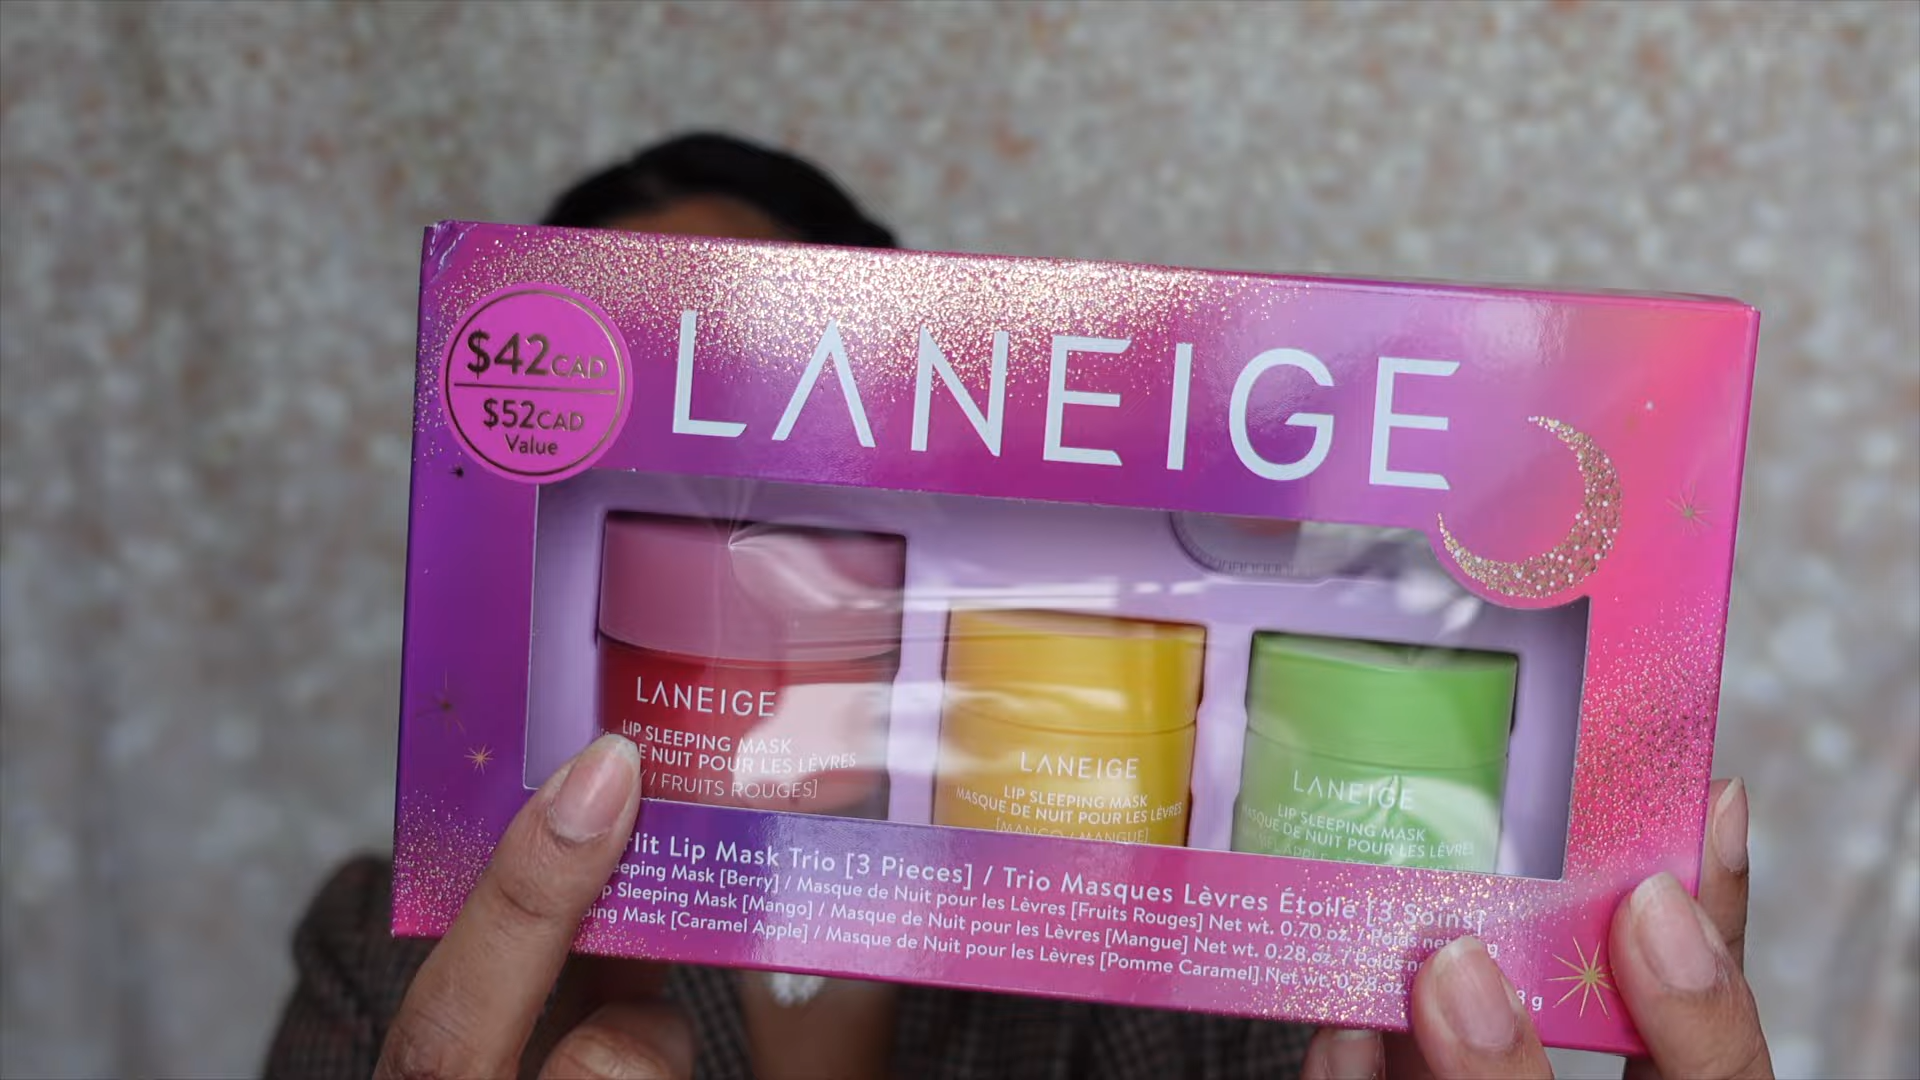 $42CAD
$52CAD
Value
LANEIGE
LANEIGE
LIP SLEEPING MASK
DE NUIT POUR LES LÈVRES
/ FRUITS ROUGES]
LANEIGE
LIP SLEEPING MASK
MASQUE DE NUIT POUR LES LÈVRES
[MANGO / MANGUE]
LANEIGE
LIP SLEEPING MASK
MASQUE DE NUIT POUR LES LÈVRES
APPLE
Lip Mask Trio [3 Pieces] / Trio Masques Lèvres Étoile [3 Soins]
Mask [Berry] / Masque de Nuit pour les Lèvres [Fruits Rouges] Net wt. 0.70 oz. / Poids net
Sleeping Mask [Mango] / Masque de Nuit pour les Lèvres [Mangue] Net wt. 0.28 oz. / Poids
Mask [Caramel Apple] / Masque de Nuit pour les Lèvres [Pomme Caramel] Net wt. 0.28 oz. g